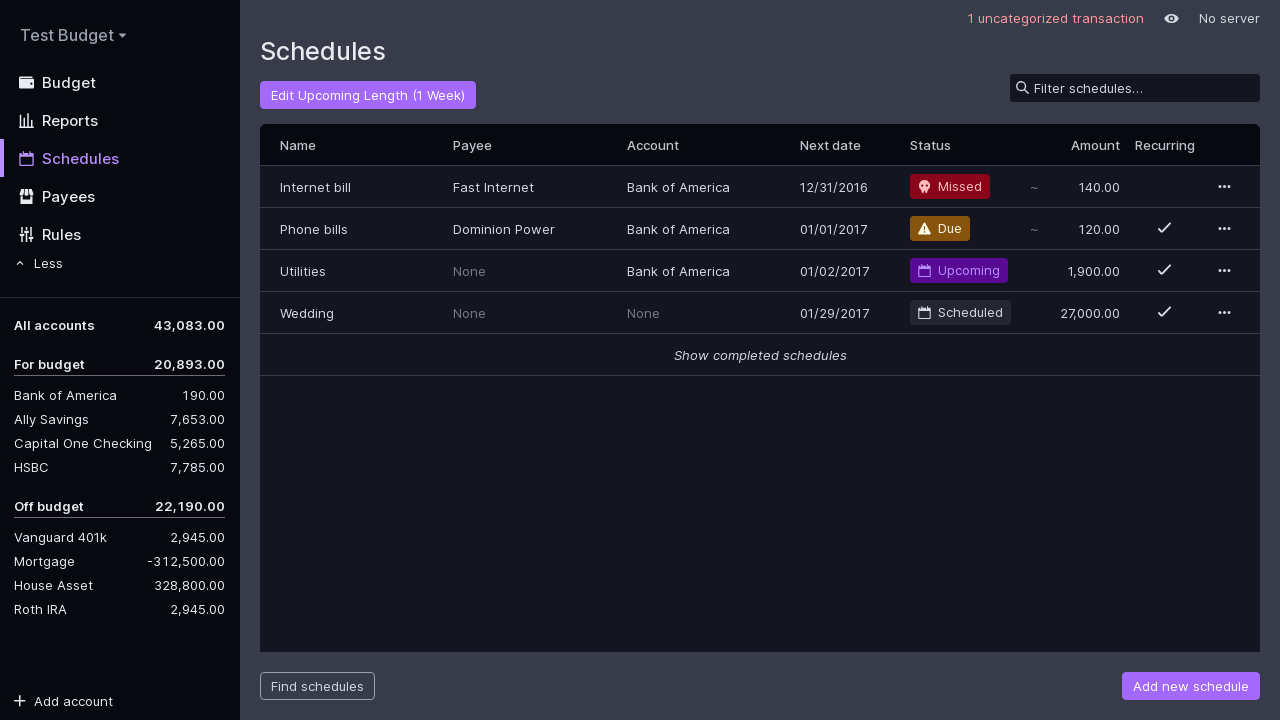 Test Budget
Budget
Reports
Schedules
Payees
Rules
Less
All accounts 43,083.00
For budget 20,893.00
Bank of America 190.00
Ally Savings 7,653.00
Capital One Checking 5,265.00
HSBC 7,785.00
Off budget 22,190.00
Vanguard 401k 2,945.00
Mortgage -312,500.00
House Asset 328,800.00
Roth IRA 2,945.00
Add account
1 uncategorized transaction No server
Schedules
Edit Upcoming Length (1 Week)
Filter schedules…
Name Payee Account Next date Status Amount Recurring
Internet bill Fast Internet Bank of America 12/31/2016 Missed ~ 140.00
Phone bills Dominion Power Bank of America 01/01/2017 Due ~ 120.00
Utilities None Bank of America 01/02/2017 Upcoming 1,900.00
Wedding None None 01/29/2017 Scheduled 27,000.00
Show completed schedules
Find schedules Add new schedule